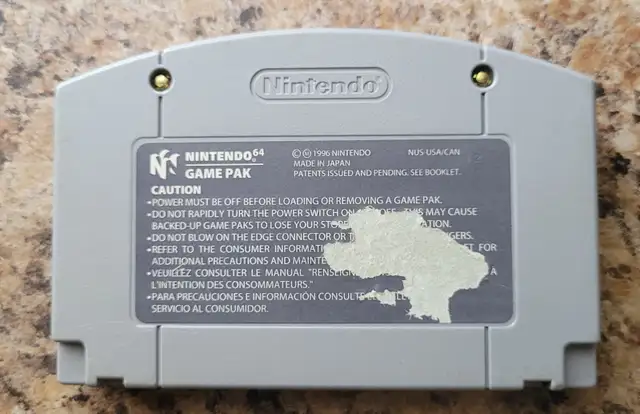 Nintendo®
NINTENDO 64
GAME PAK
© Ⓜ 1996 NINTENDO NUS-USA/CAN
MADE IN JAPAN
PATENTS ISSUED AND PENDING. SEE BOOKLET.
CAUTION
•POWER MUST BE OFF BEFORE LOADING OR REMOVING A GAME PAK.
•DO NOT RAPIDLY TURN THE POWER SWITCH ON THIS MAY CAUSE
BACKED-UP GAME PAKS TO LOSE YOUR
•DO NOT BLOW ON THE EDGE CONNECTOR OR
•REFER TO THE CONSUMER FOR
ADDITIONAL PRECAUTIONS AND
•VEUILLEZ CONSULTER LE MANUAL À
L'INTENTION DES CONSOMMATEURS."
•PARA PRECAUCIONES E INFORMACIÓN
SERVICIO AL CONSUMIDOR.